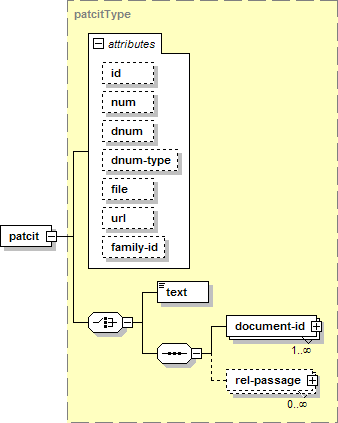 patcitType
attributes
id
num
dnum
dnum-type
file
url
family-id
patcit
text
document-id
1..∞
rel-passage
0..∞